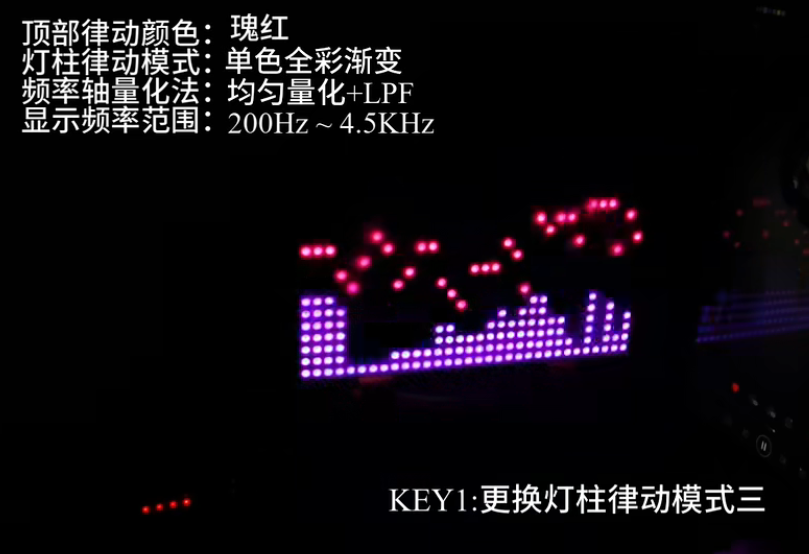 顶部律动颜色：瑰红
灯柱律动模式：单色全彩渐变
频率轴量化法：均匀量化+LPF
显示频率范围：200Hz ~ 4.5KHz
KEY1:更换灯柱律动模式三